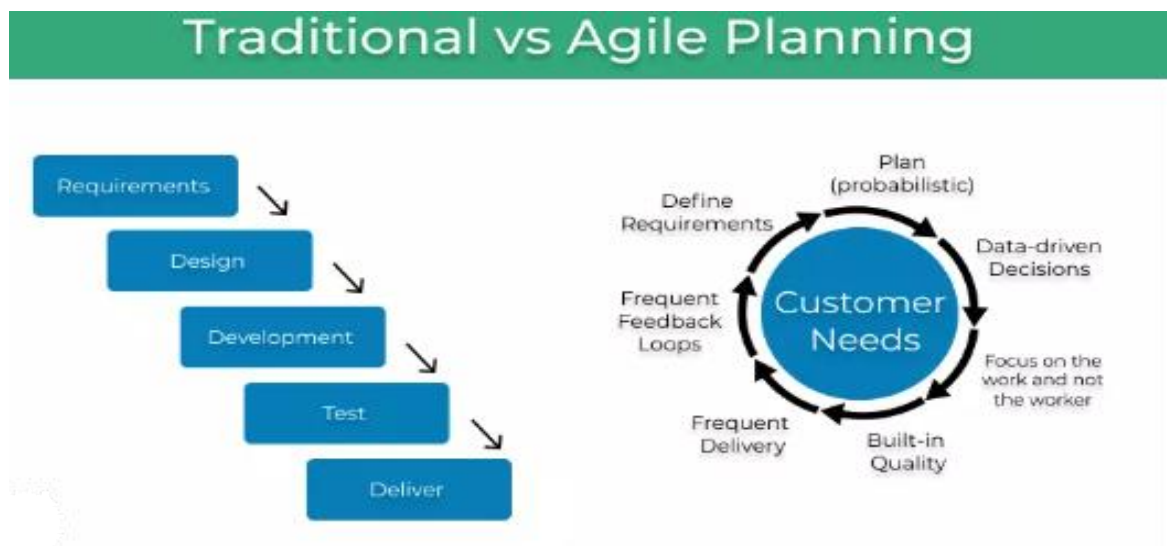 Traditional vs Agile Planning
Requirements
Design
Development
Test
Deliver
Plan
(probabilistic)
Data-driven
Decisions
Focus on the
work and not
the worker
Built-in
Quality
Frequent
Delivery
Frequent
Feedback
Loops
Define
Requirements
Customer
Needs